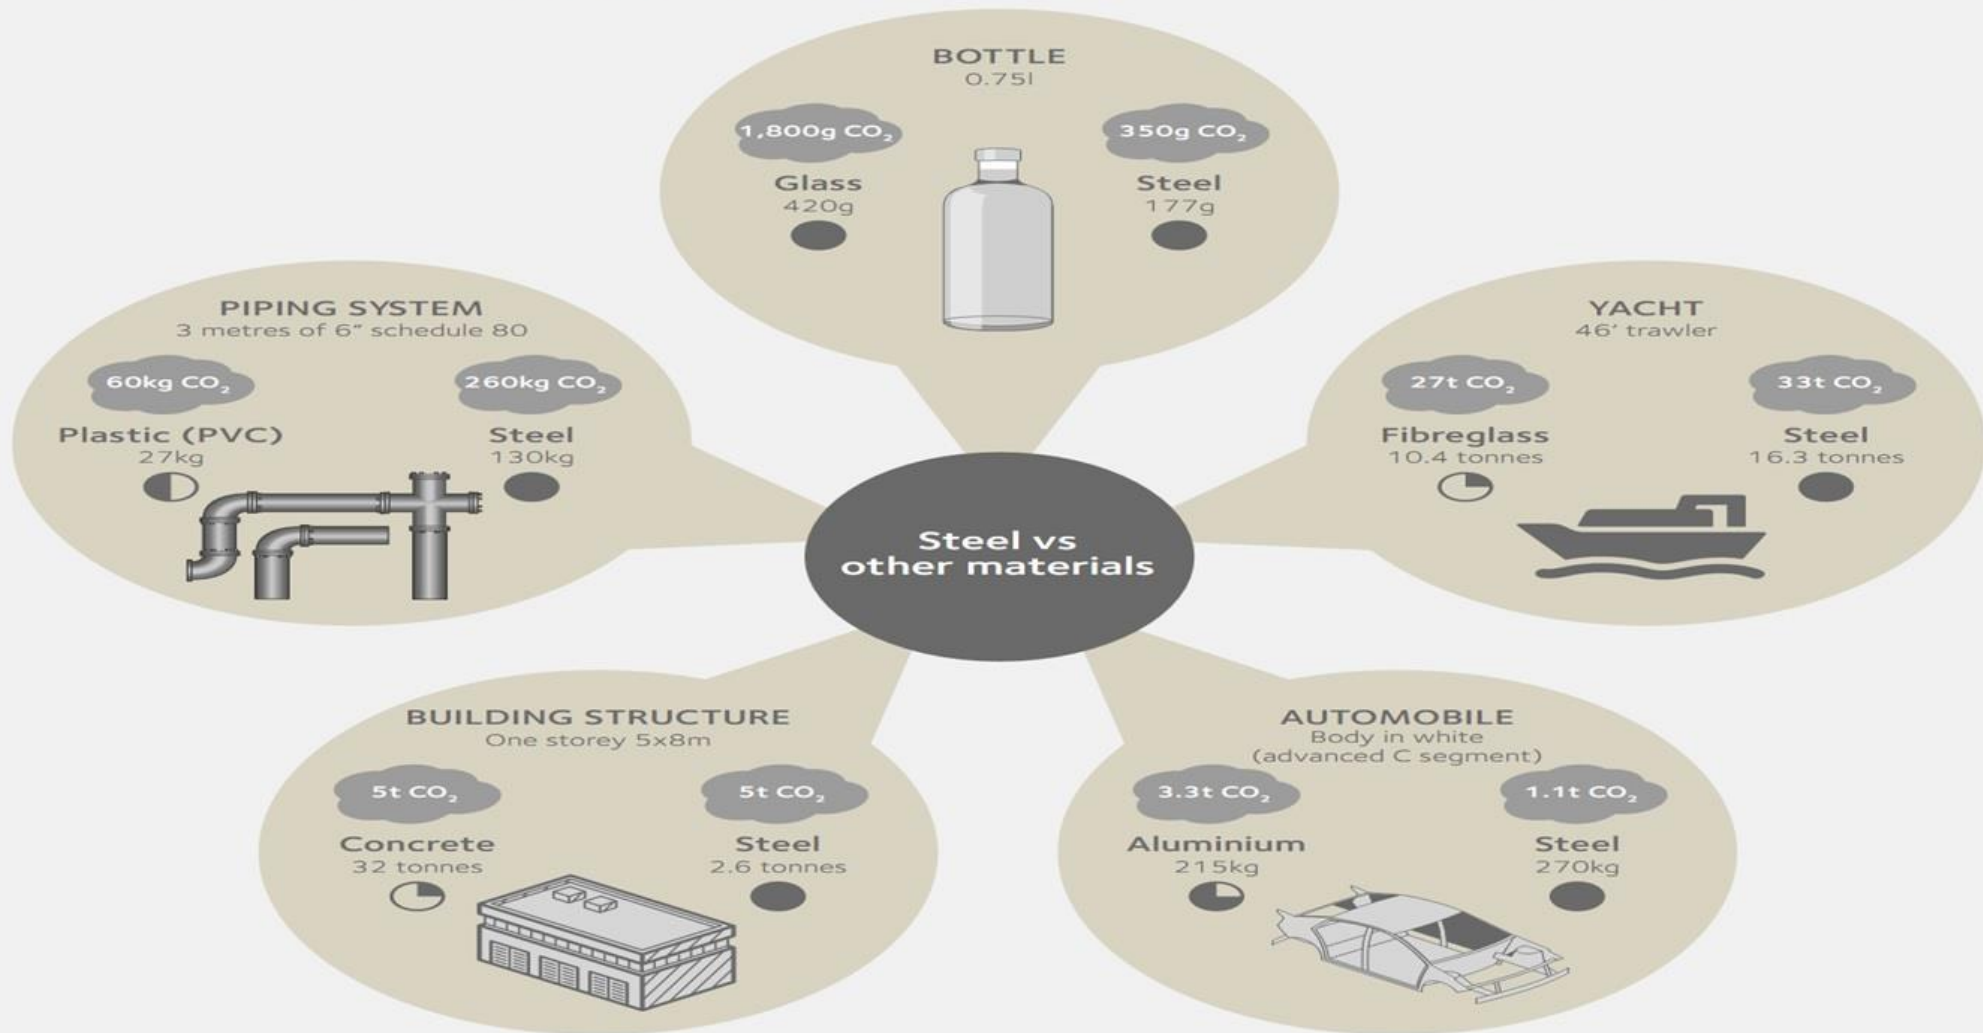 BOTTLE
0.75l
1,800g CO₂
Glass
420g
350g CO₂
Steel
177g
PIPING SYSTEM
3 metres of 6″ schedule 80
60kg CO₂
Plastic (PVC)
27kg
260kg CO₂
Steel
130kg
YACHT
46’ trawler
27t CO₂
Fibreglass
10.4 tonnes
33t CO₂
Steel
16.3 tonnes
Steel vs
other materials
BUILDING STRUCTURE
One storey 5x8m
5t CO₂
Concrete
32 tonnes
5t CO₂
Steel
2.6 tonnes
AUTOMOBILE
Body in white
(advanced C segment)
3.3t CO₂
Aluminium
215kg
1.1t CO₂
Steel
270kg